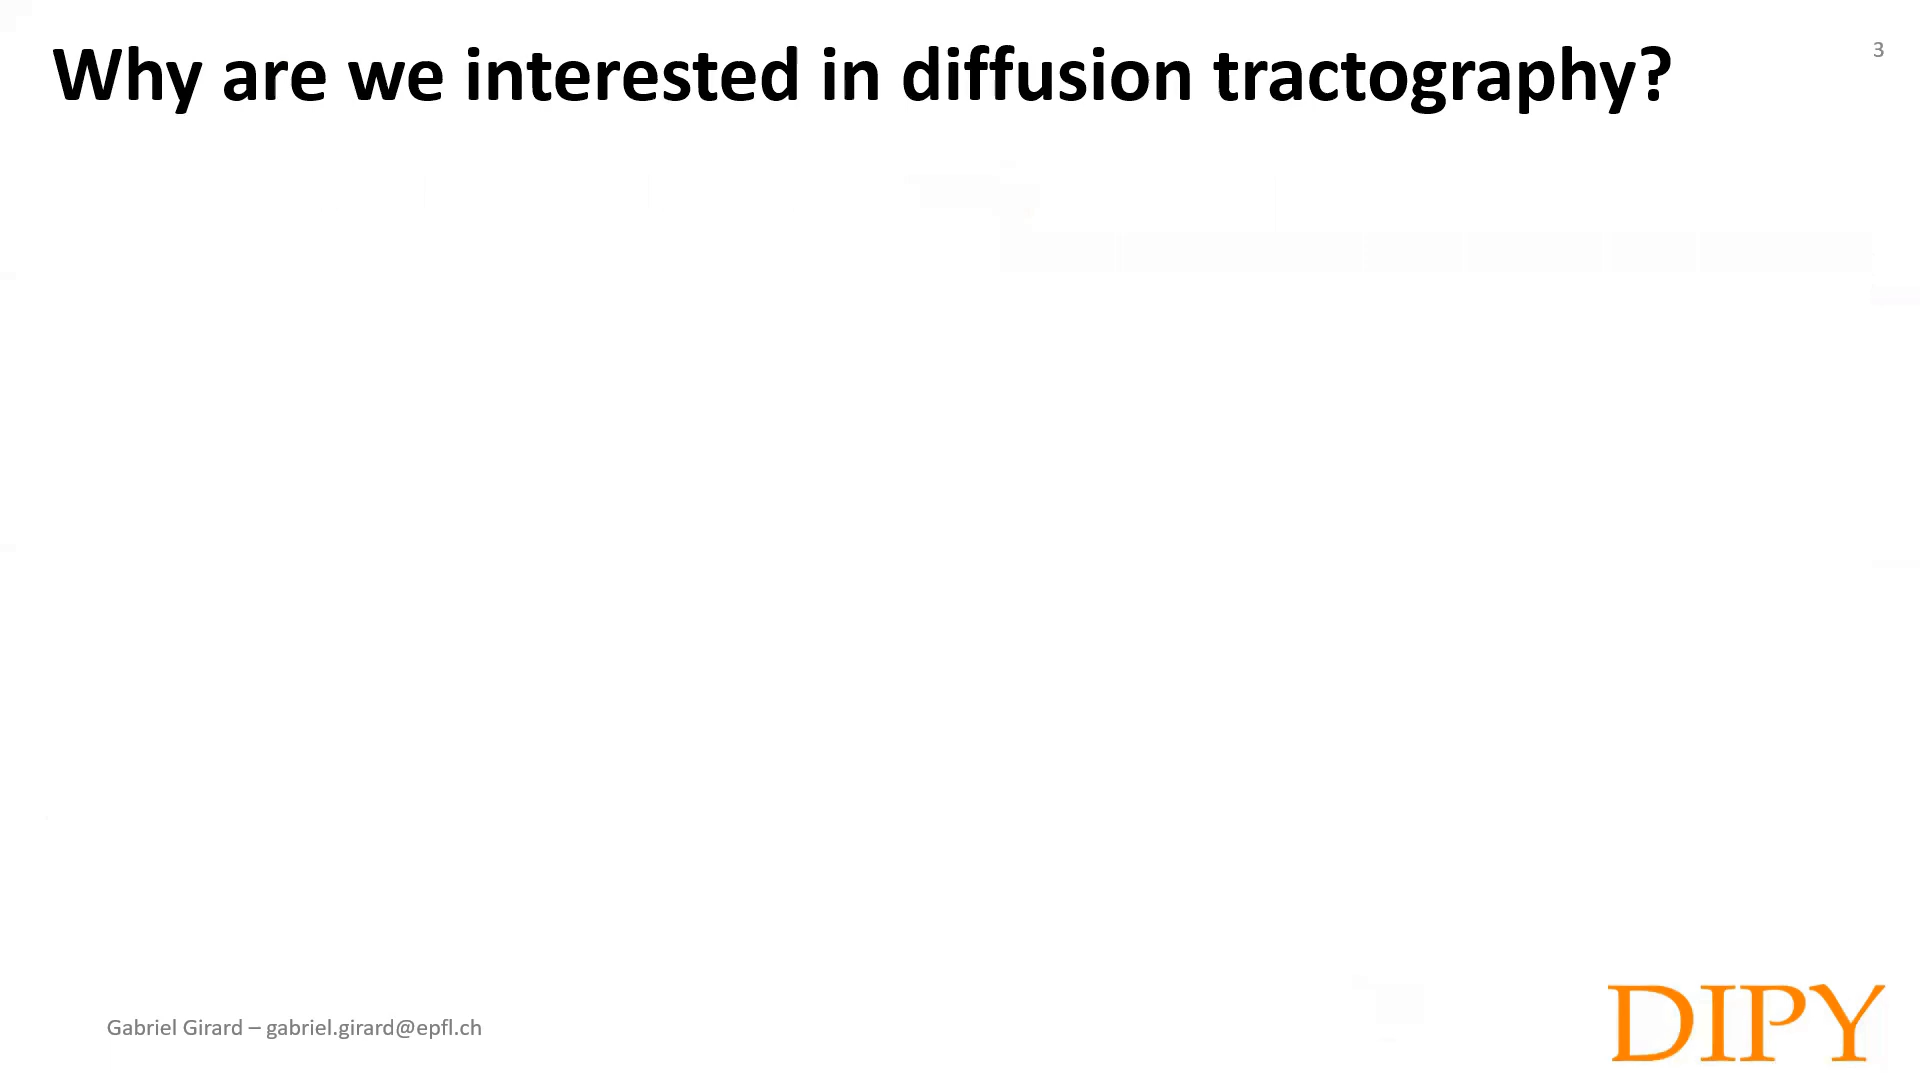 Why are we interested in diffusion tractography?
3
Gabriel Girard – gabriel.girard@epfl.ch
DIPY